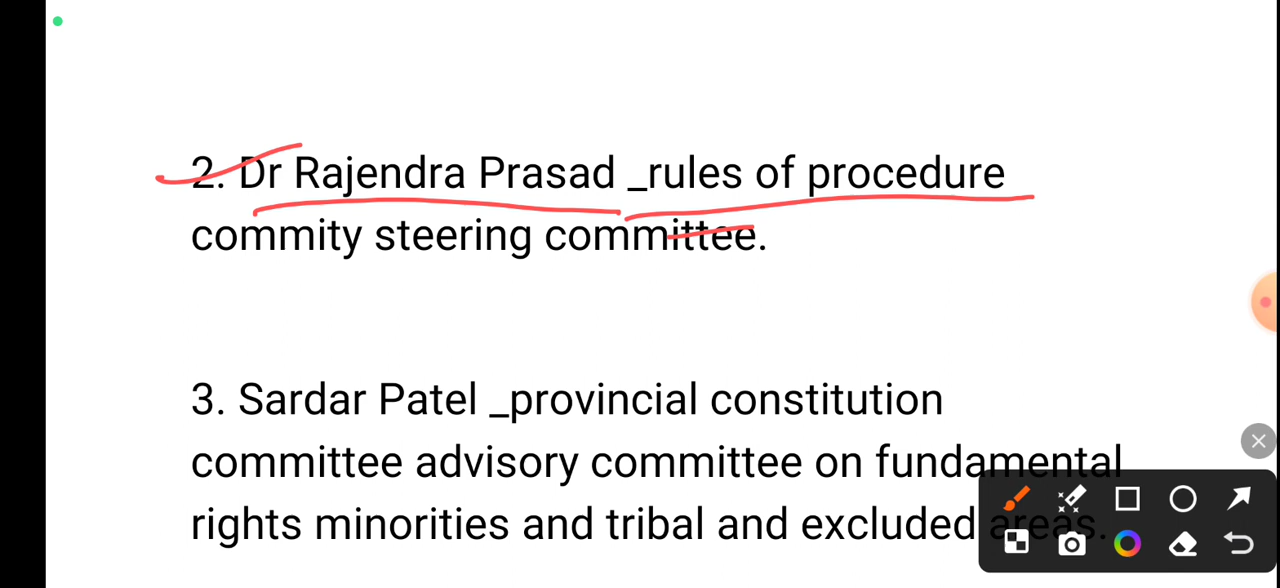 2. Dr Rajendra Prasad _rules of procedure
commity steering committee.
3. Sardar Patel _provincial constitution
committee advisory committee on fundamental
rights minorities and tribal and excluded areas.